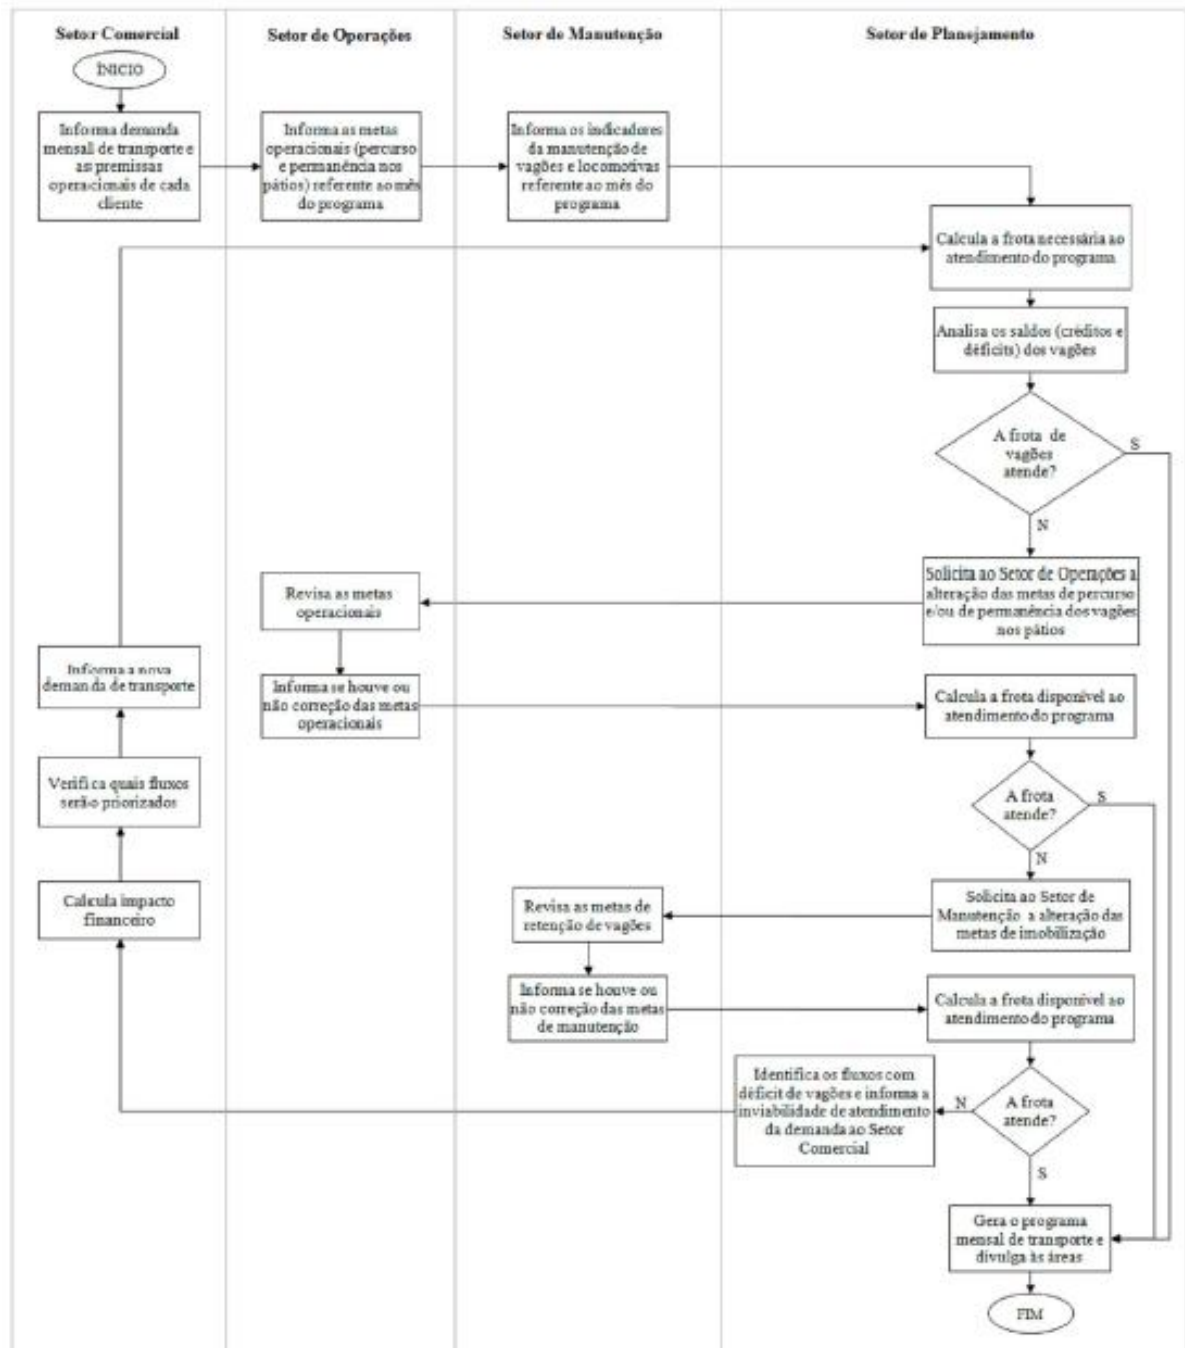 Setor Comercial
Setor de Operações
Setor de Manutenção
Setor de Planejamento
ÍNICIO
Informa demanda
mensal de transporte e
as premissas
operacionais de cada
cliente
Informa as metas
operacionais (percurso
e permanência nos
pátios) referente ao mês
do programa
Informa os indicadores
da manutenção de
vagões e locomotivas
referente ao mês do
programa
Calcula a frota necessária ao
atendimento do programa
Analisa os saldos (créditos e
déficits) dos vagões
A frota de
vagões
atende?
S
N
Solicita ao Setor de Operações a
alteração das metas de percurso
e/ou de permanência dos vagões
nos pátios
Revisa as metas
operacionais
Informa se houve ou
não correção das metas
operacionais
Calcula a frota disponível ao
atendimento do programa
A frota
atende?
S
N
Solicita ao Setor de
Manutenção a alteração das
metas de imobilização
Revisa as metas de
retenção de vagões
Informa se houve ou
não correção das metas
de manutenção
Calcula a frota disponível ao
atendimento do programa
A frota
atende?
N
S
Identifica os fluxos com
déficit de vagões e informa a
inviabilidade de atendimento
da demanda ao Setor
Comercial
Calcula impacto
financeiro
Verifica quais fluxos
serão priorizados
Informa a nova
demanda de transporte
Gera o programa
mensal de transporte e
divulga às áreas
FIM